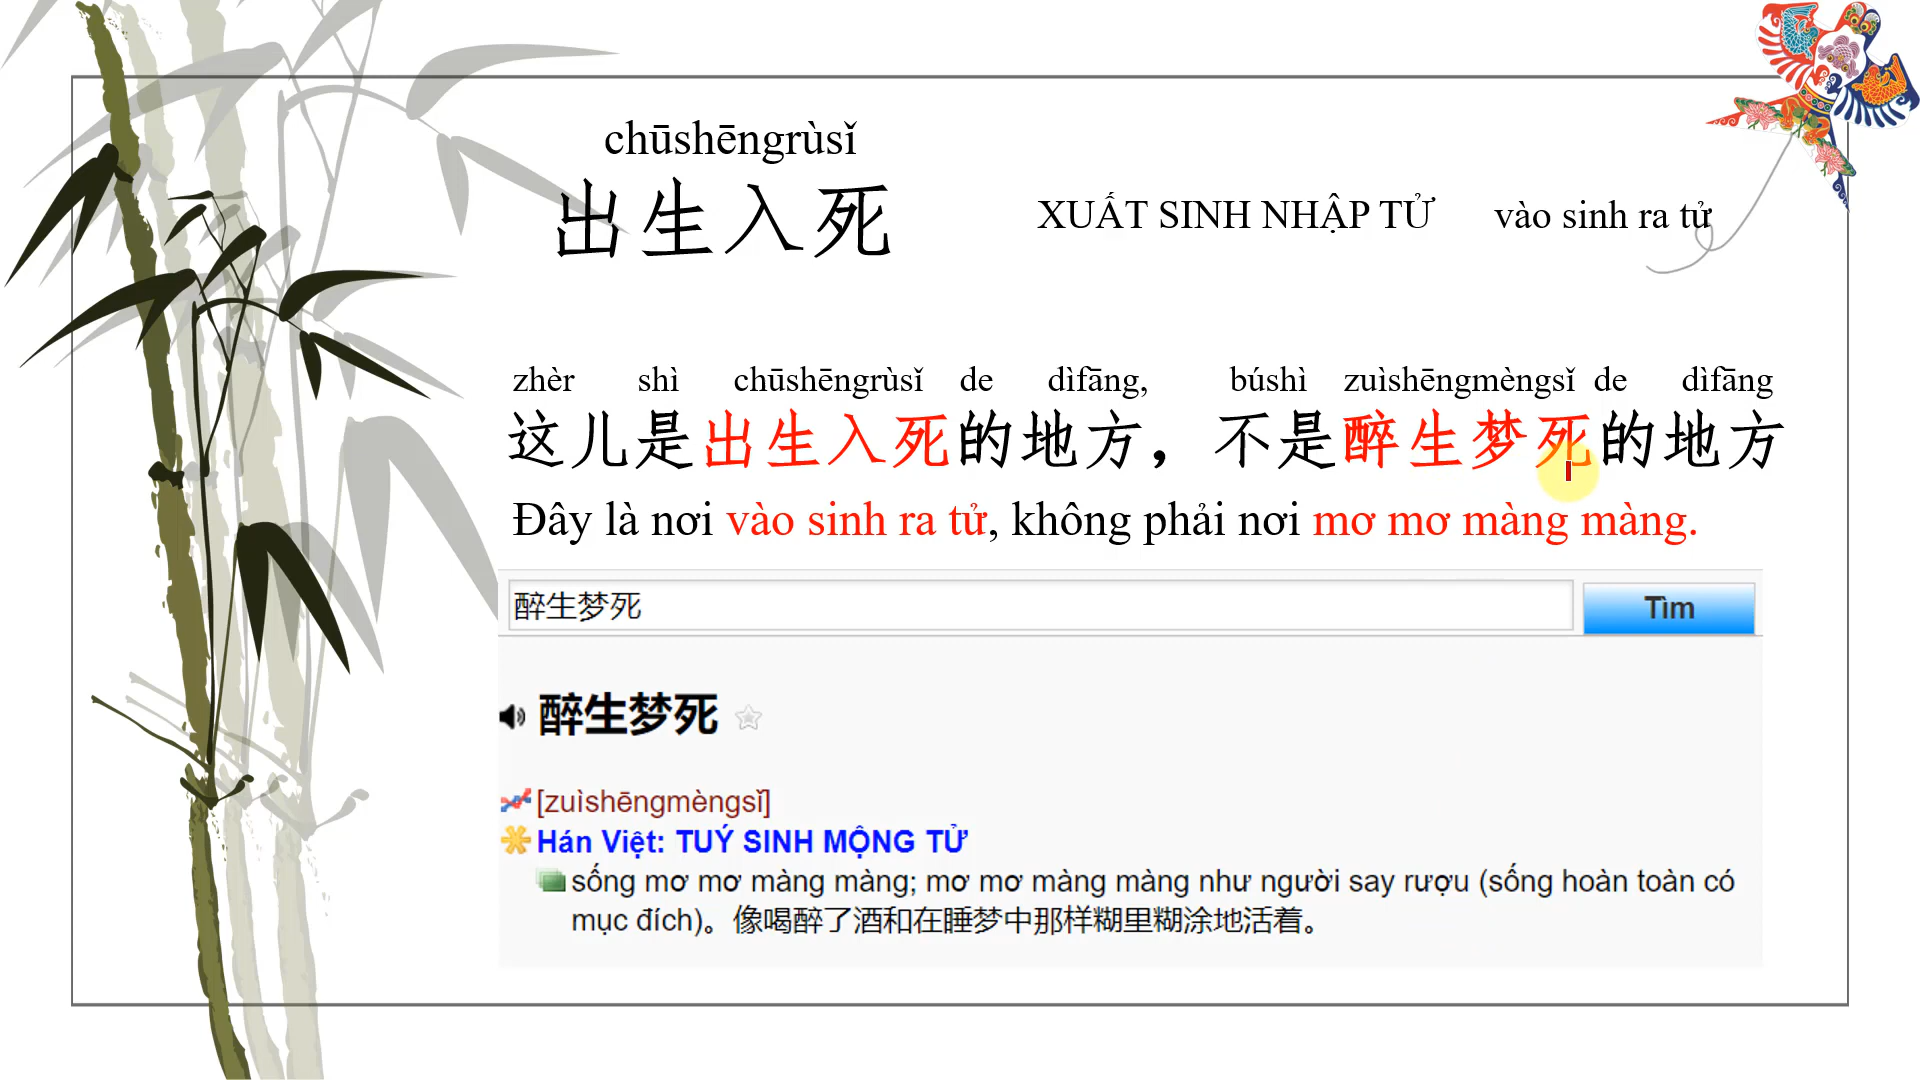 chūshēngrùsǐ
出生入死
XUẤT SINH NHẬP TỬ
vào sinh ra tử
zhèr shì chūshēngrùsǐ de dìfāng, búshì zuìshēngmèngsǐ de dìfāng
这儿是出生入死的地方，不是醉生梦死的地方
Đây là nơi vào sinh ra tử, không phải nơi mơ mơ màng màng.
醉生梦死
Tìm
醉生梦死
[zuìshēngmèngsǐ]
Hán Việt: TUÝ SINH MỘNG TỬ
sống mơ mơ màng màng; mơ mơ màng màng như người say rượu (sống hoàn toàn có
mục đích)。像喝醉了酒和在睡梦中那样糊里糊涂地活着。